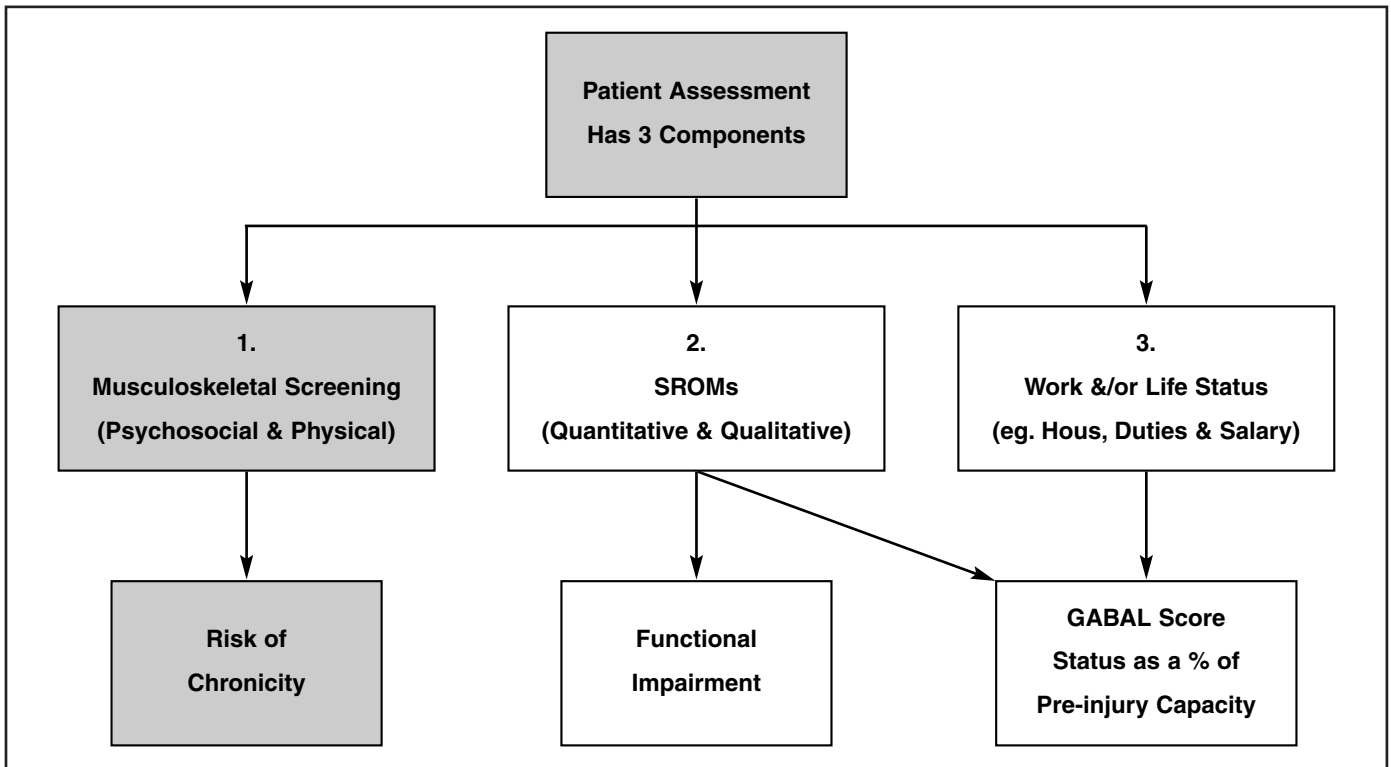 Patient Assessment
Has 3 Components
1.
Musculoskeletal Screening
(Psychosocial & Physical)
2.
SROMs
(Quantitative & Qualitative)
3.
Work &/or Life Status
(eg. Hous, Duties & Salary)
Risk of
Chronicity
Functional
Impairment
GABAL Score
Status as a % of
Pre-injury Capacity